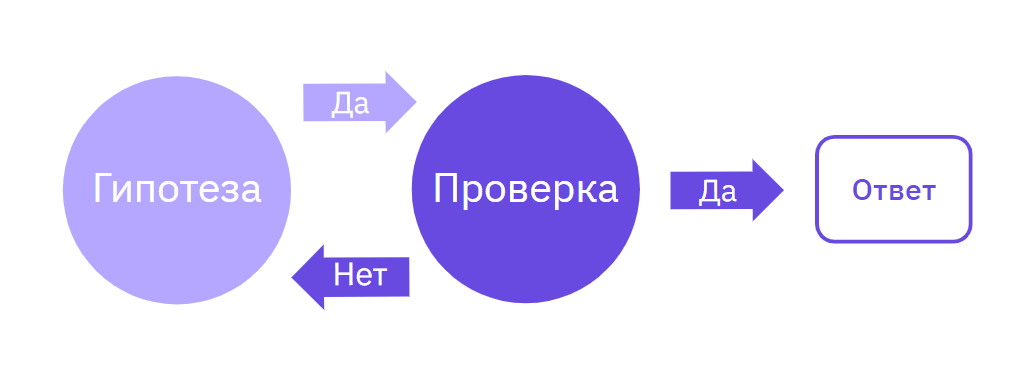 Гипотеза
Да
Проверка
Нет
Да
Ответ